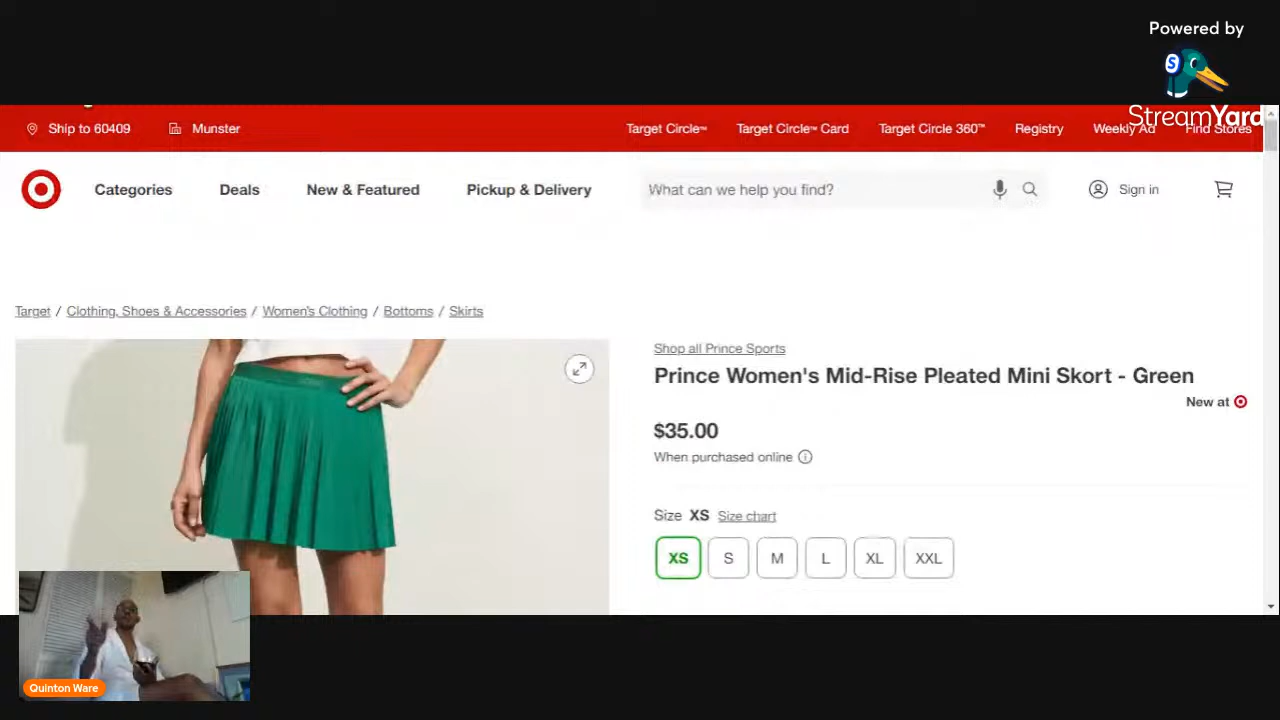 Powered by
S
StreamYard
Ship to 60409
Munster
Target Circle™
Target Circle™ Card
Target Circle 360™
Registry
Weekly Ad
Find Stores
Categories
Deals
New & Featured
Pickup & Delivery
What can we help you find?
Sign in
Target / Clothing, Shoes & Accessories / Women's Clothing / Bottoms / Skirts
Shop all Prince Sports
Prince Women's Mid-Rise Pleated Mini Skort - Green
New at
$35.00
When purchased online
Size XS Size chart
XS S M L XL XXL
Quinton Ware